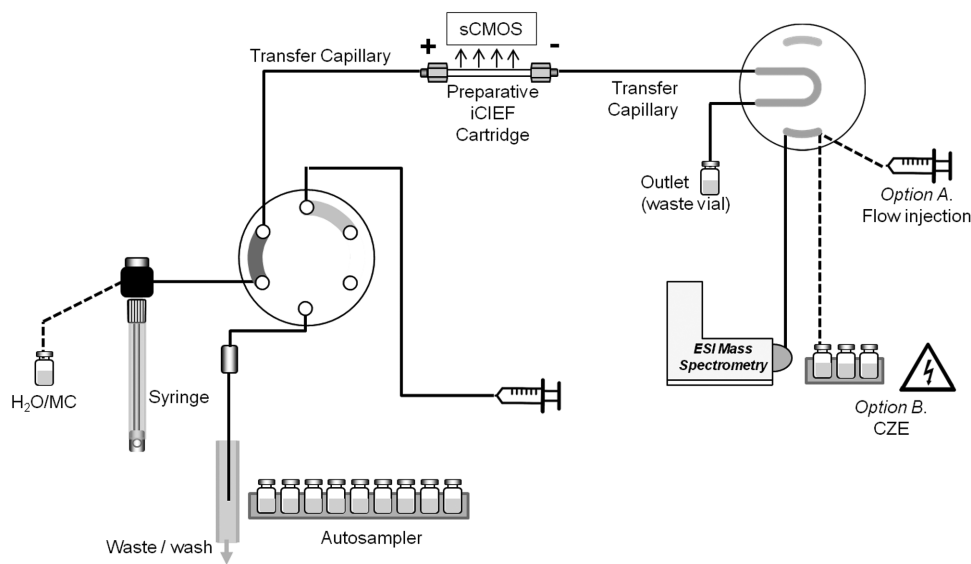 sCMOS
+
-
Transfer Capillary
Preparative
iCIEF
Cartridge
Transfer
Capillary
Outlet
(waste vial)
Option A.
Flow injection
ESI Mass
Spectrometry
H₂O/MC
Syringe
Option B.
CZE
Autosampler
Waste / wash